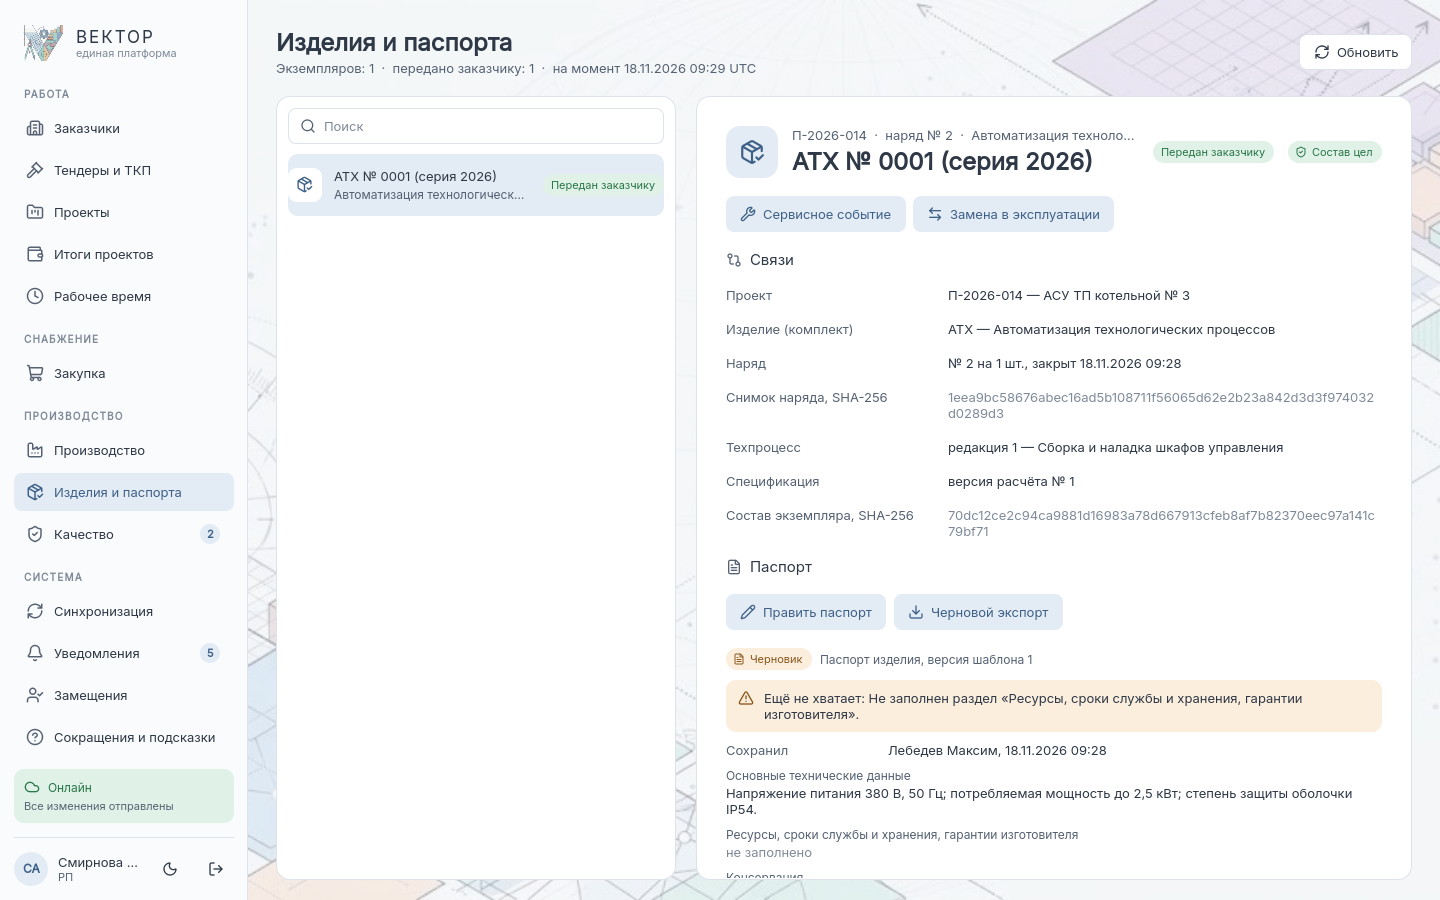 ВЕКТОР
единая платформа
РАБОТА
Заказчики
Тендеры и ТКП
Проекты
Итоги проектов
Рабочее время
СНАБЖЕНИЕ
Закупка
ПРОИЗВОДСТВО
Производство
Изделия и паспорта
Качество 2
СИСТЕМА
Синхронизация
Уведомления 5
Замещения
Сокращения и подсказки
Онлайн
Все изменения отправлены
СА
Смирнова ...
РП
Изделия и паспорта
Экземпляров: 1 · передано заказчику: 1 · на момент 18.11.2026 09:29 UTC
Обновить
Поиск
АТХ № 0001 (серия 2026)
Автоматизация технологическ...
Передан заказчику
П-2026-014 · наряд № 2 · Автоматизация техноло...
АТХ № 0001 (серия 2026)
Передан заказчику
Состав цел
Сервисное событие
Замена в эксплуатации
Связи
Проект П-2026-014 — АСУ ТП котельной № 3
Изделие (комплект) АТХ — Автоматизация технологических процессов
Наряд № 2 на 1 шт., закрыт 18.11.2026 09:28
Снимок наряда, SHA-256 1eea9bc58676abec16ad5b108711f56065d62e2b23a842d3d3f974032
d0289d3
Техпроцесс редакция 1 — Сборка и наладка шкафов управления
Спецификация версия расчёта № 1
Состав экземпляра, SHA-256 70dc12ce2c94ca9881d16983a78d667913cfeb8af7b82370eec97a141c
79bf71
Паспорт
Править паспорт
Черновой экспорт
Черновик
Паспорт изделия, версия шаблона 1
Ещё не хватает: Не заполнен раздел «Ресурсы, сроки службы и хранения, гарантии
изготовителя».
Сохранил Лебедев Максим, 18.11.2026 09:28
Основные технические данные
Напряжение питания 380 В, 50 Гц; потребляемая мощность до 2,5 кВт; степень защиты оболочки
IP54.
Ресурсы, сроки службы и хранения, гарантии изготовителя
не заполнено
Консервация